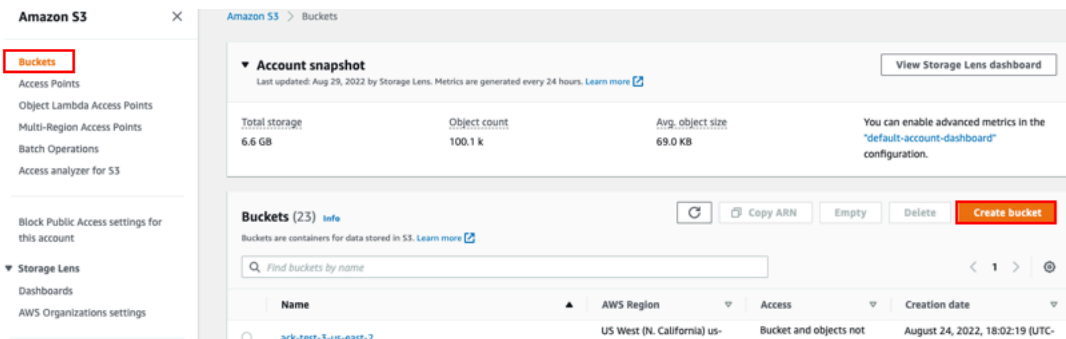 Amazon S3
Buckets
Access Points
Object Lambda Access Points
Multi-Region Access Points
Batch Operations
Access analyzer for S3
Block Public Access settings for
this account
Storage Lens
Dashboards
AWS Organizations settings
Amazon S3 > Buckets
Account snapshot
Last updated: Aug 29, 2022 by Storage Lens. Metrics are generated every 24 hours. Learn more
View Storage Lens dashboard
Total storage
6.6 GB
Object count
100.1 k
Avg. object size
69.0 KB
You can enable advanced metrics in the
"default-account-dashboard"
configuration.
Buckets (23) Info
Buckets are containers for data stored in S3. Learn more
Copy ARN
Empty
Delete
Create bucket
Find buckets by name
< 1 >
Name
AWS Region
Access
Creation date
ack-test-3-us-east-2
US West (N. California) us-
Bucket and objects not
August 24, 2022, 18:02:19 (UTC-